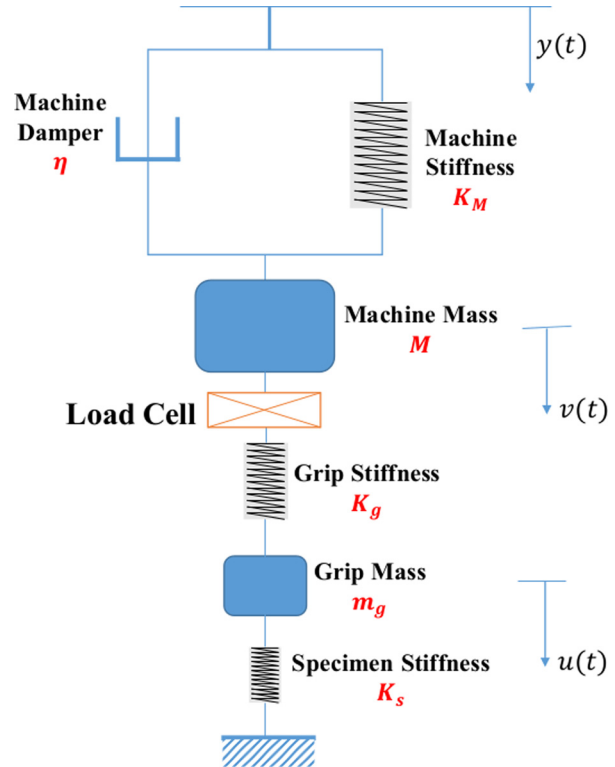 y(t)
Machine
Damper
η
Machine
Stiffness
K_M
Machine Mass
M
v(t)
Load Cell
Grip Stiffness
K_g
Grip Mass
m_g
u(t)
Specimen Stiffness
K_s